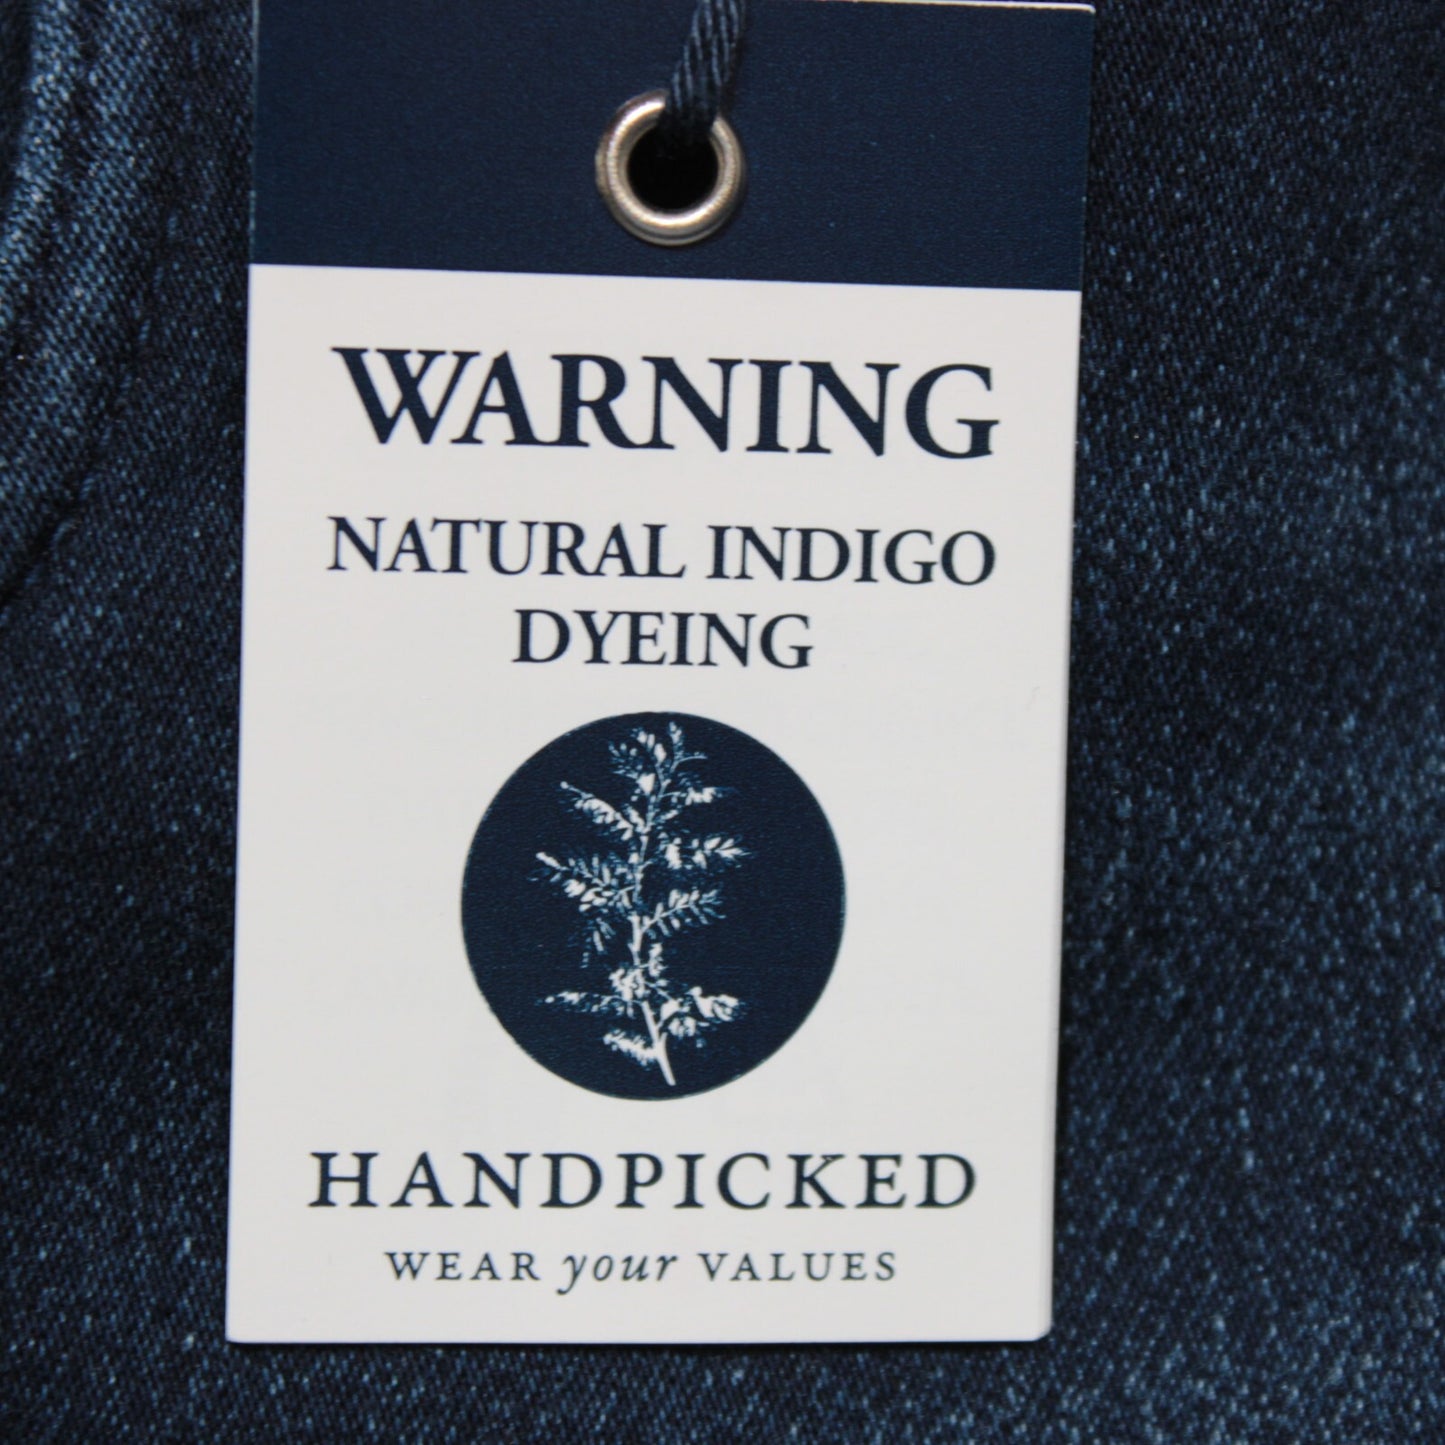 WARNING
NATURAL INDIGO
DYEING
HANDPICKED
WEAR your VALUES